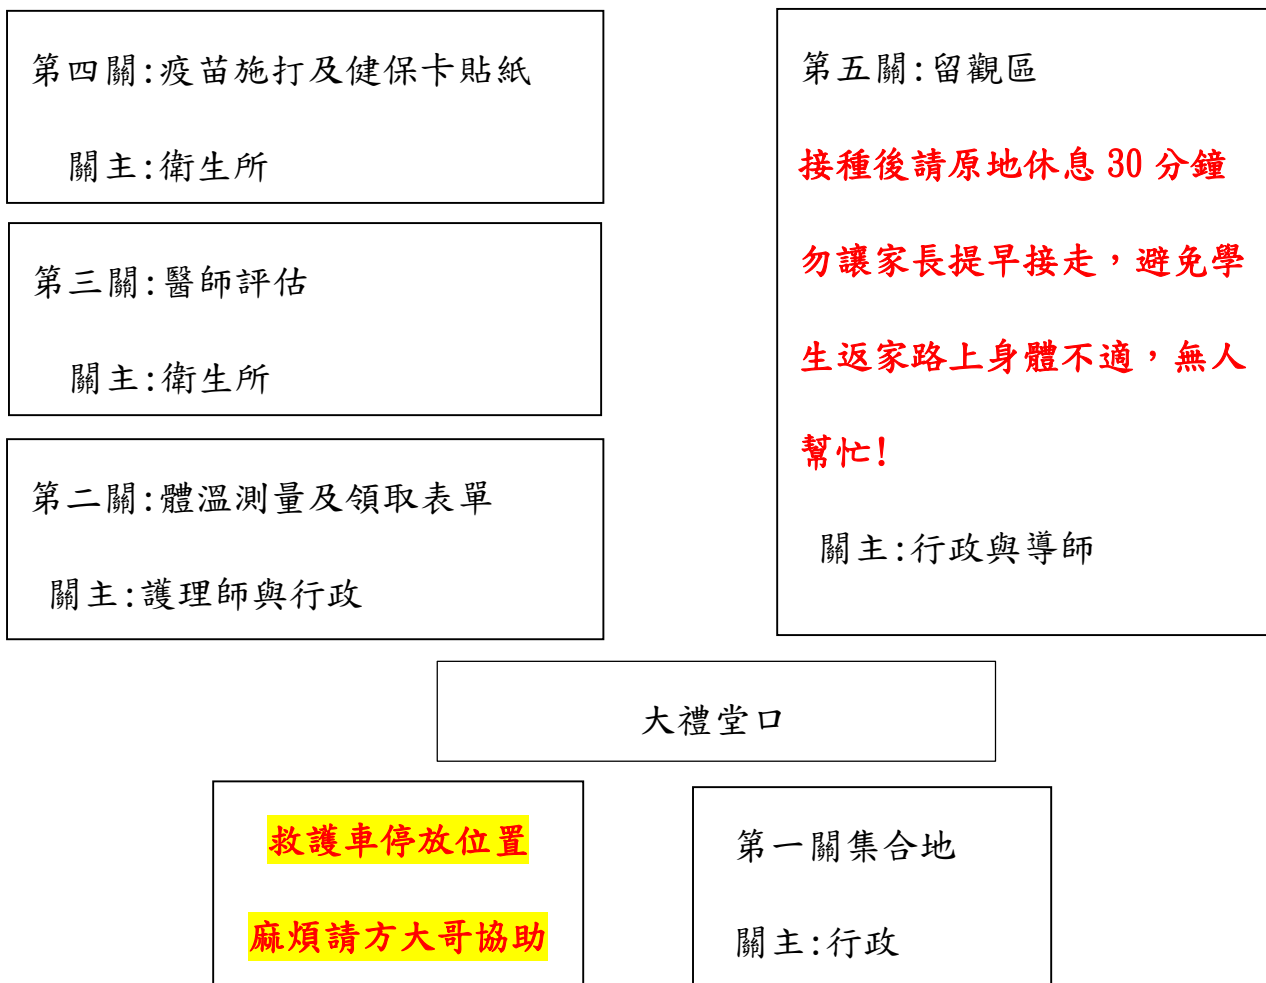 第四關:疫苗施打及健保卡貼紙
關主:衛生所
第三關:醫師評估
關主:衛生所
第二關:體溫測量及領取表單
關主:護理師與行政
第五關:留觀區
接種後請原地休息 30 分鐘
勿讓家長提早接走，避免學
生返家路上身體不適，無人
幫忙!
關主:行政與導師
大禮堂口
救護車停放位置
麻煩請方大哥協助
第一關集合地
關主:行政